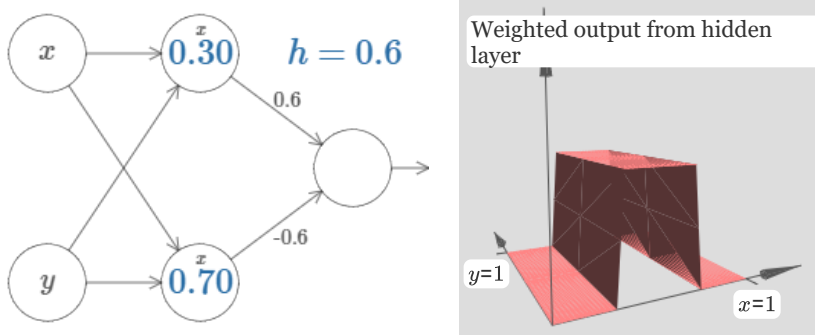 x
x
0.30
h = 0.6
0.6
-0.6
y
x
0.70
Weighted output from hidden
layer
y=1
x=1